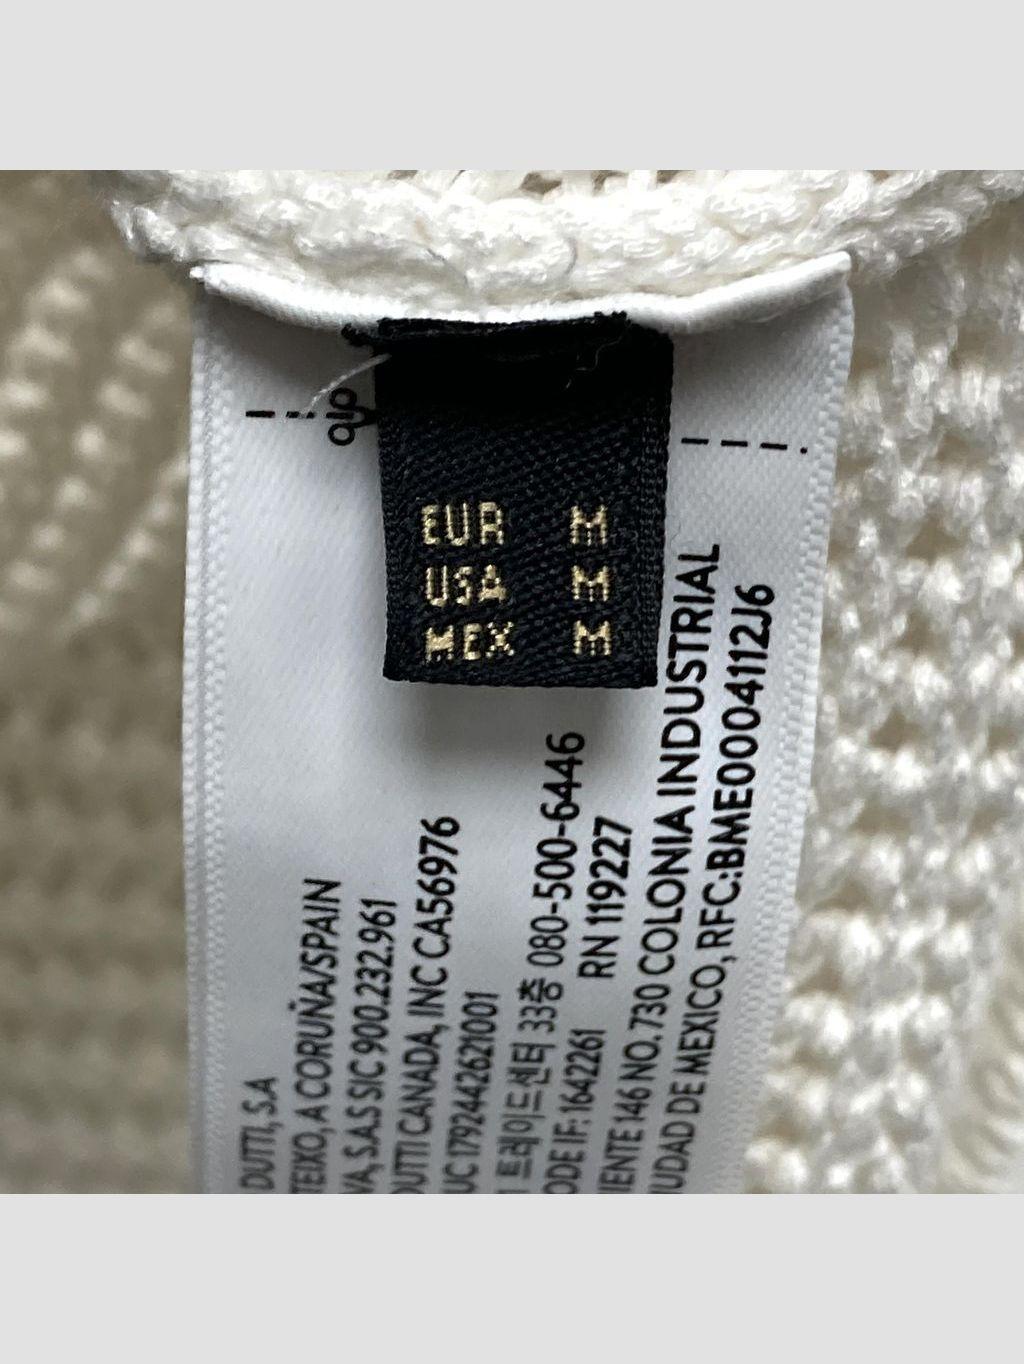 EUR M
USA M
MEX M
DUTTI, S.A
TEIXO, A CORUÑA/SPAIN
VA, S.A.S SIC 900.232.961
DUTTI CANADA, INC CA56976
UC 1792442621001
트레이드센터 33층 080-500-6446
ODE IF: 1642261 RN 119227
IENTE 146 NO. 730 COLONIA INDUSTRIAL
IUDAD DE MEXICO, RFC:BME0004112J6